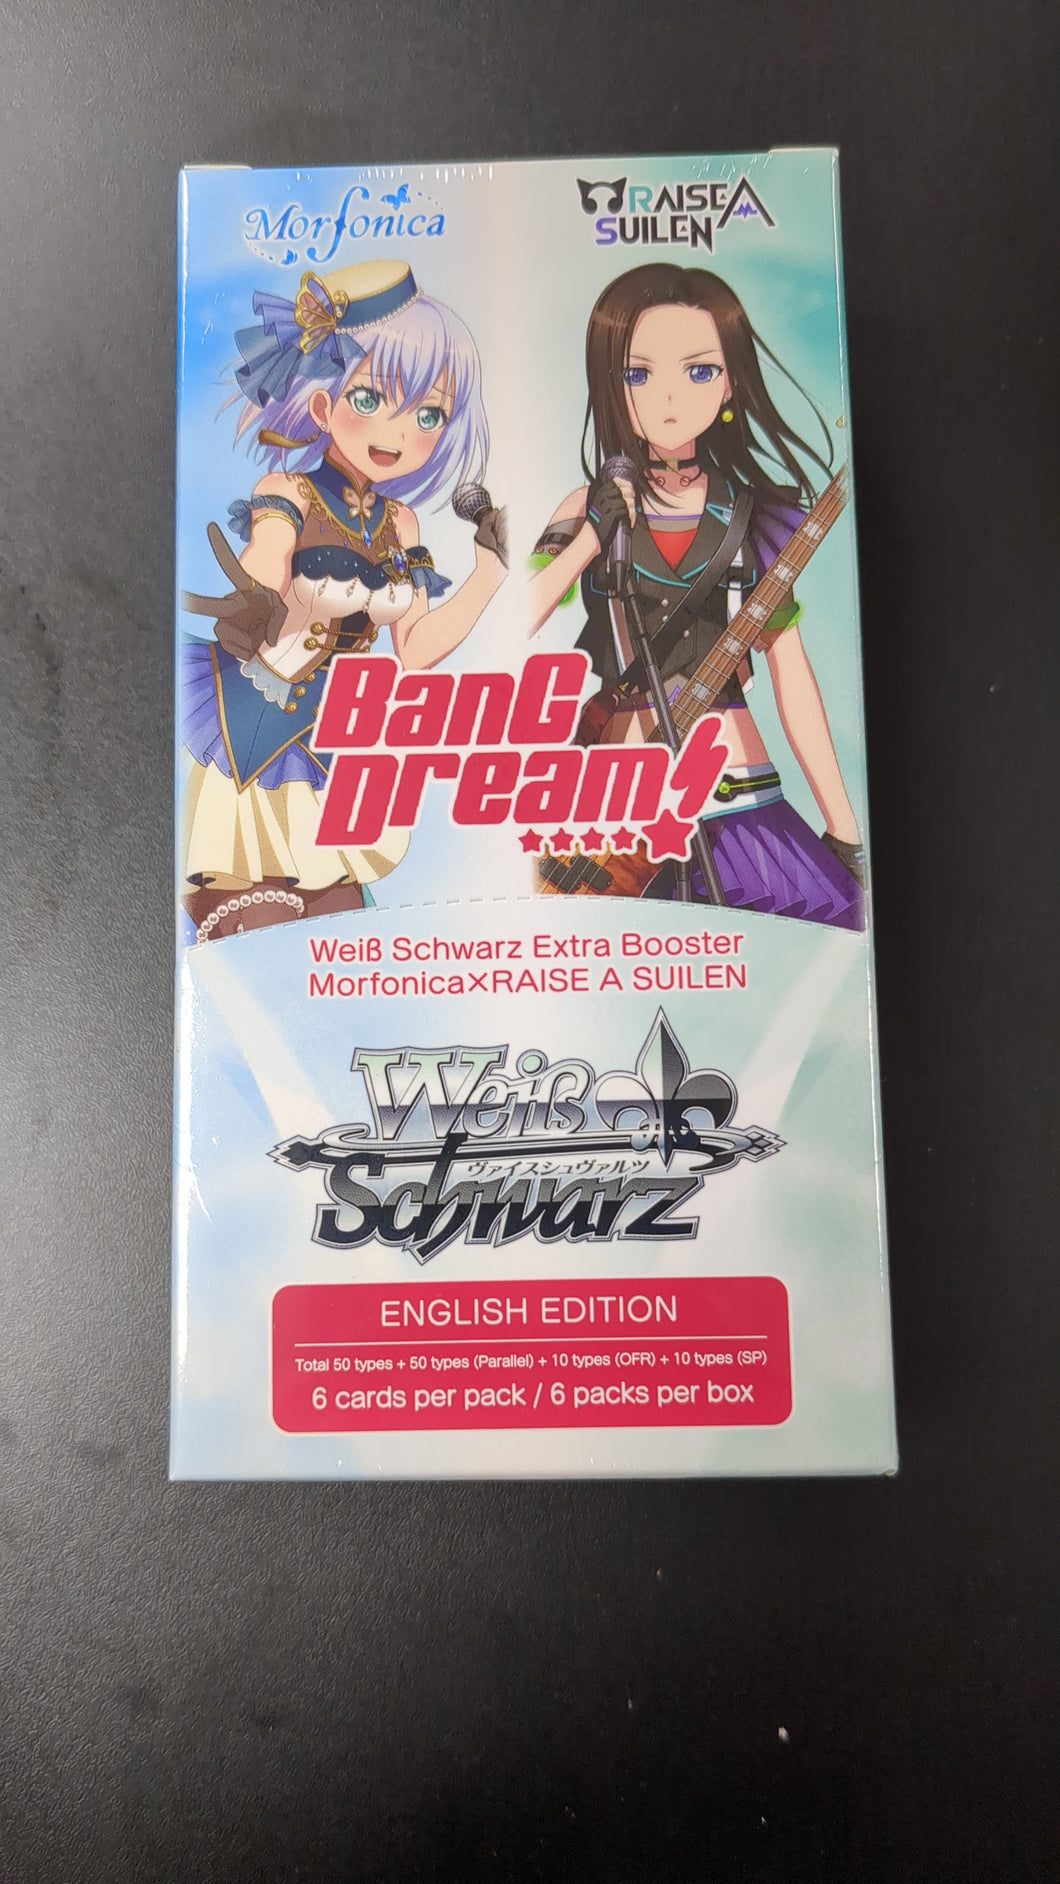 Morfonica
RAISE A
SUILEN
BanG
Dream!
Weiß Schwarz Extra Booster
Morfonica×RAISE A SUILEN
Weiß
ヴァイスシュヴァルツ
Schwarz
ENGLISH EDITION
Total 50 types + 50 types (Parallel) + 10 types (OFR) + 10 types (SP)
6 cards per pack / 6 packs per box